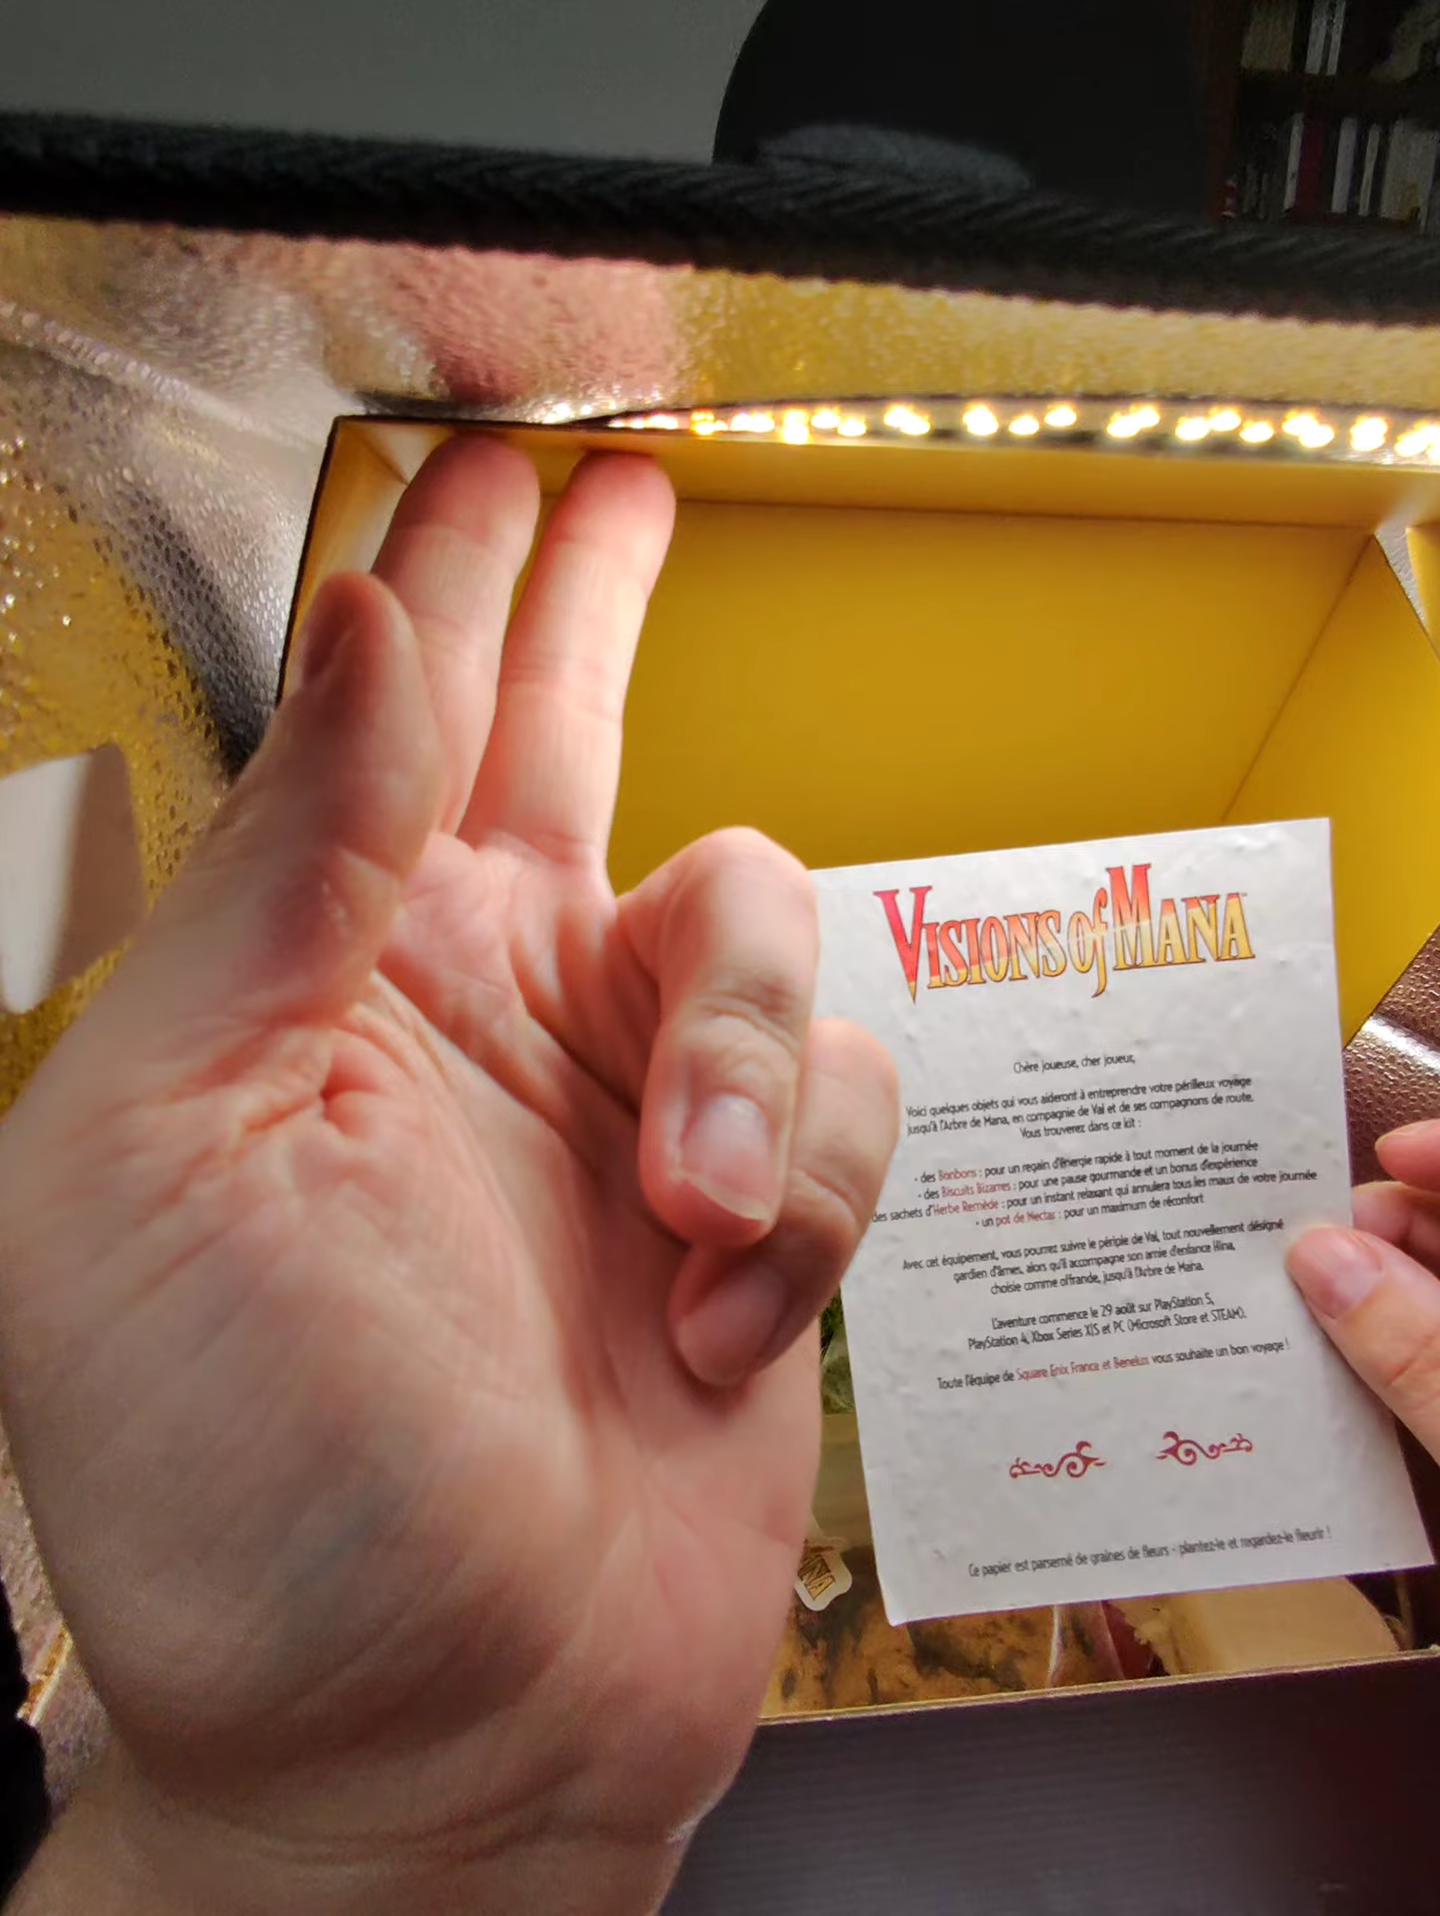 VISIONS of MANA™
Chère joueuse, cher joueur,
Voici quelques objets qui vous aideront à entreprendre votre périlleux voyage
jusqu'à l'Arbre de Mana, en compagnie de Val et de ses compagnons de route.
Vous trouverez dans ce kit :
- des Bonbons : pour un regain d'énergie rapide à tout moment de la journée
- des Biscuits Bizarres : pour une pause gourmande et un bonus d'expérience
des sachets d'Herbe Remède : pour un instant relaxant qui annulera tous les maux de votre journée
- un pot de Nectar : pour un maximum de réconfort
Avec cet équipement, vous pourrez suivre le périple de Val, tout nouvellement désigné
gardien d'âmes, alors qu'il accompagne son amie d'enfance Hina,
choisie comme offrande, jusqu'à l'Arbre de Mana.
L'aventure commence le 29 août sur PlayStation 5,
PlayStation 4, Xbox Series X|S et PC (Microsoft Store et STEAM).
Toute l'équipe de Square Enix France et Benelux vous souhaite un bon voyage !
Ce papier est parsemé de graines de fleurs - plantez-le et regardez-le fleurir !